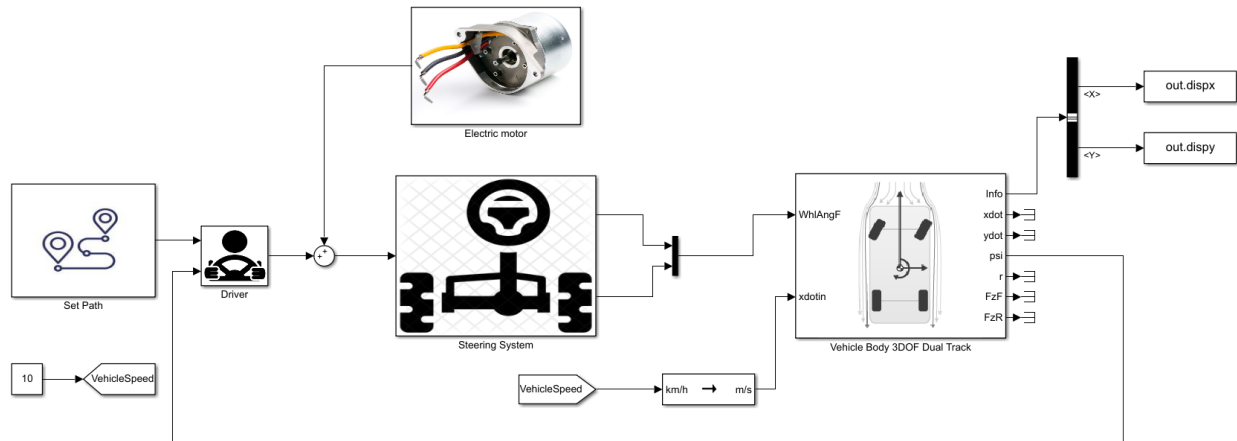 Electric motor
<X>
out.dispx
<Y>
out.dispy
Set Path
Driver
+
+
Steering System
WhlAngF
xdotin
Info
xdot
ydot
psi
r
FzF
FzR
Vehicle Body 3DOF Dual Track
10
VehicleSpeed
VehicleSpeed
km/h → m/s